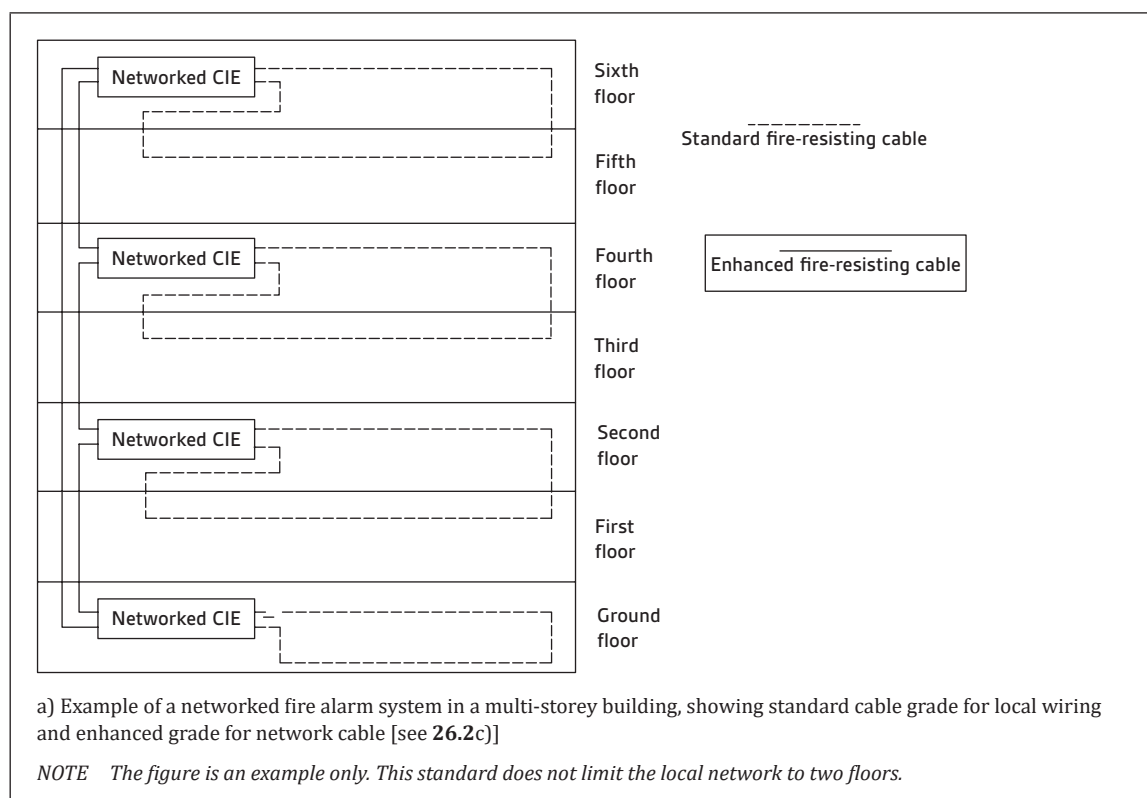 Networked CIE
Sixth
floor
Standard fire-resisting cable
Fifth
floor
Networked CIE
Fourth
floor
Enhanced fire-resisting cable
Third
floor
Networked CIE
Second
floor
First
floor
Networked CIE
Ground
floor
a) Example of a networked fire alarm system in a multi-storey building, showing standard cable grade for local wiring
and enhanced grade for network cable [see 26.2c)]
NOTE The figure is an example only. This standard does not limit the local network to two floors.